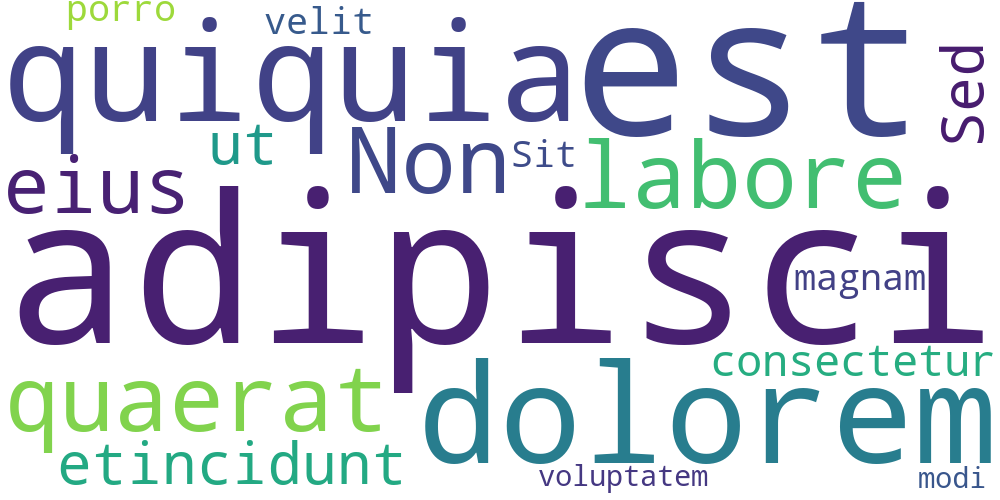 porro
velit
quiquia
est
Sed
ut
Non
Sit
labore
eius
adipisci
magnam
consectetur
quaerat
dolorem
etincidunt
voluptatem
modi